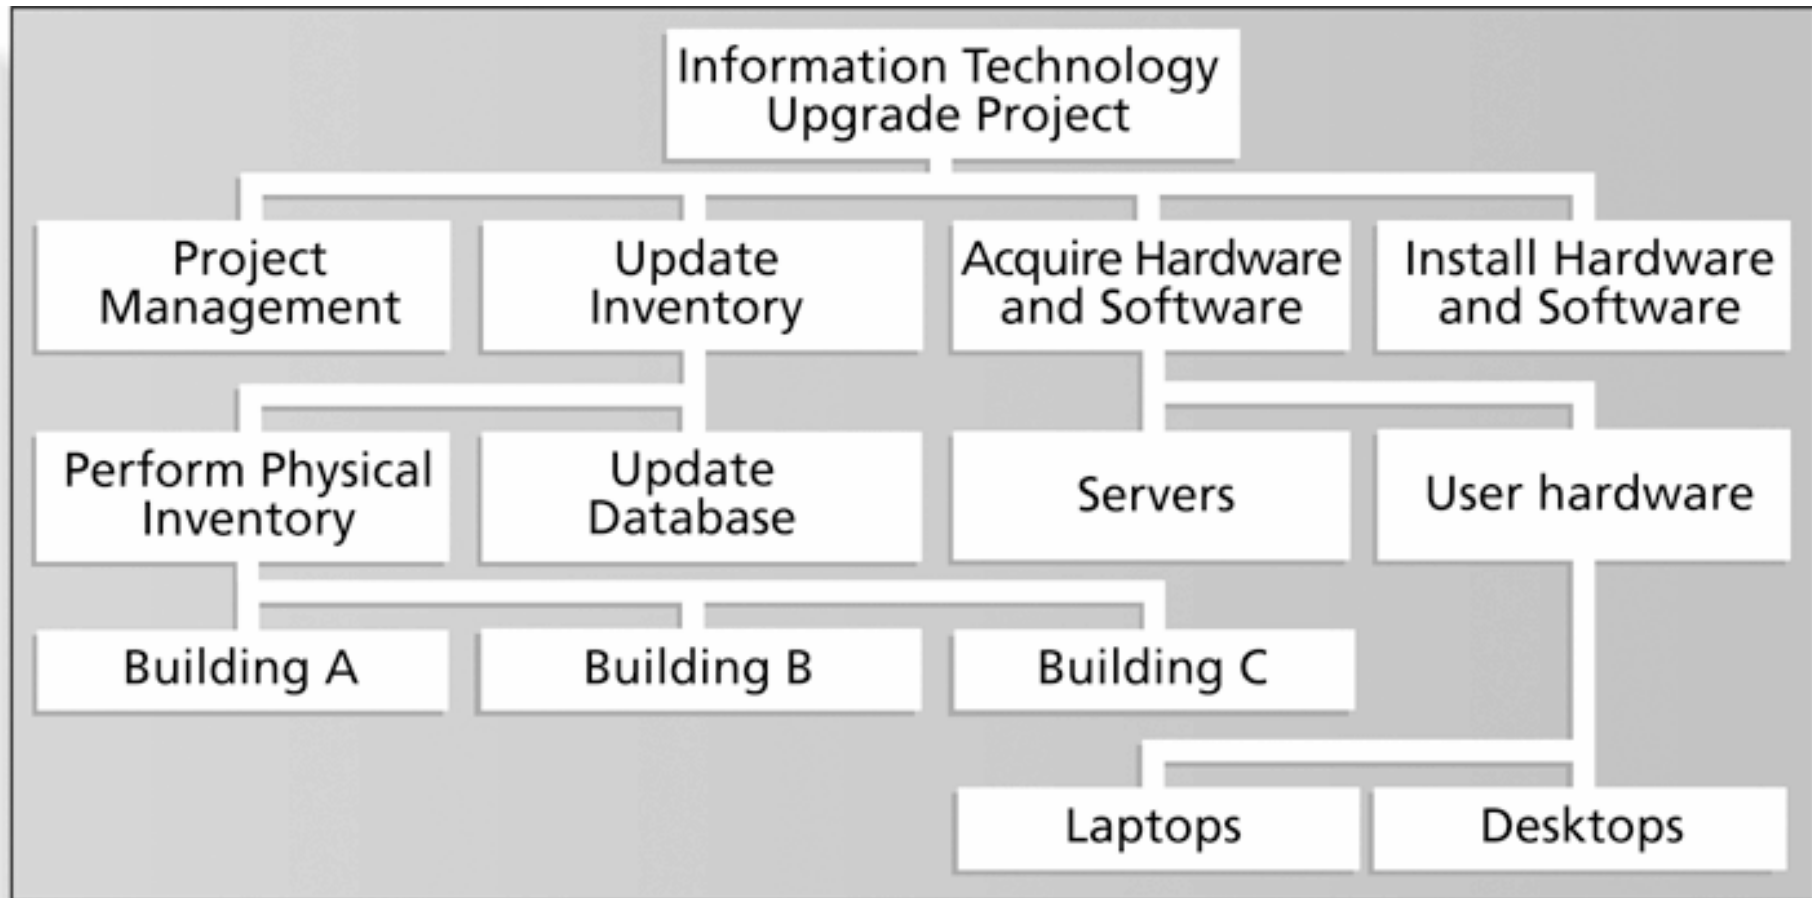 Information Technology
Upgrade Project
Project
Management
Update
Inventory
Acquire Hardware
and Software
Install Hardware
and Software
Perform Physical
Inventory
Update
Database
Servers
User hardware
Building A
Building B
Building C
Laptops
Desktops